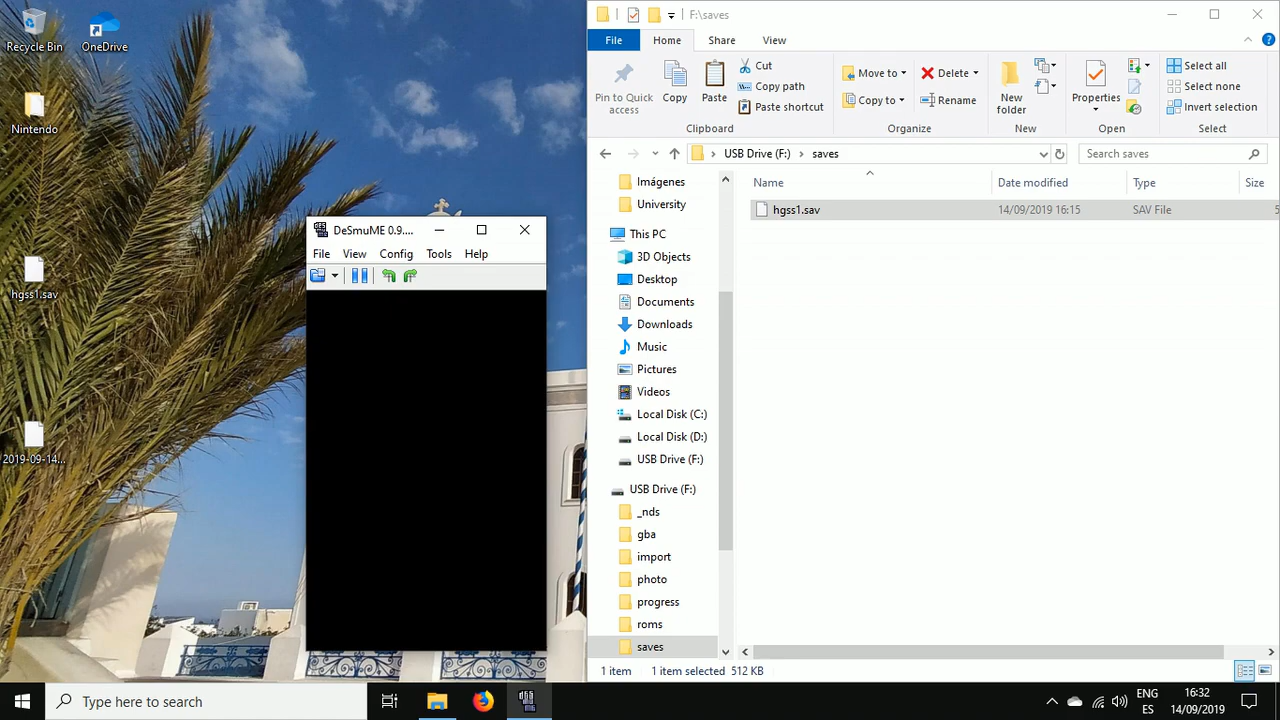 Recycle Bin
OneDrive
Nintendo
hgss1.sav
2019-09-14...
DeSmuME 0.9....
File View Config Tools Help
F:\saves
File Home Share View
Pin to Quick access
Copy
Paste
Cut
Copy path
Paste shortcut
Clipboard
Move to
Copy to
Delete
Rename
Organize
New folder
New
Properties
Open
Select all
Select none
Invert selection
Select
USB Drive (F:) saves
Search saves
Name Date modified Type Size
hgss1.sav 14/09/2019 16:15 SAV File 5
Imágenes
University
This PC
3D Objects
Desktop
Documents
Downloads
Music
Pictures
Videos
Local Disk (C:)
Local Disk (D:)
USB Drive (F:)
USB Drive (F:)
_nds
gba
import
photo
progress
roms
saves
1 item 1 item selected 512 KB
Type here to search
ENG
ES
16:32
14/09/2019